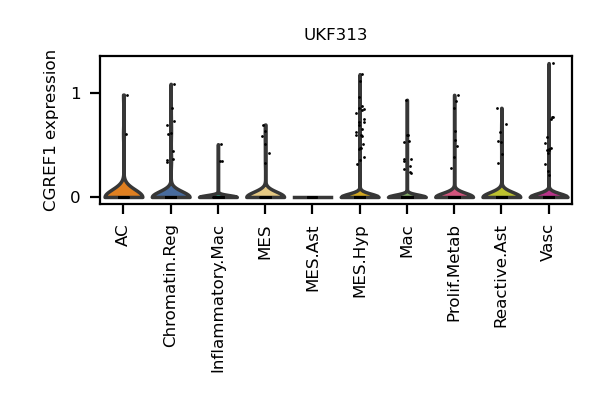 UKF313
CGREF1 expression
1
0
AC
Chromatin.Reg
Inflammatory.Mac
MES
MES.Ast
MES.Hyp
Mac
Prolif.Metab
Reactive.Ast
Vasc